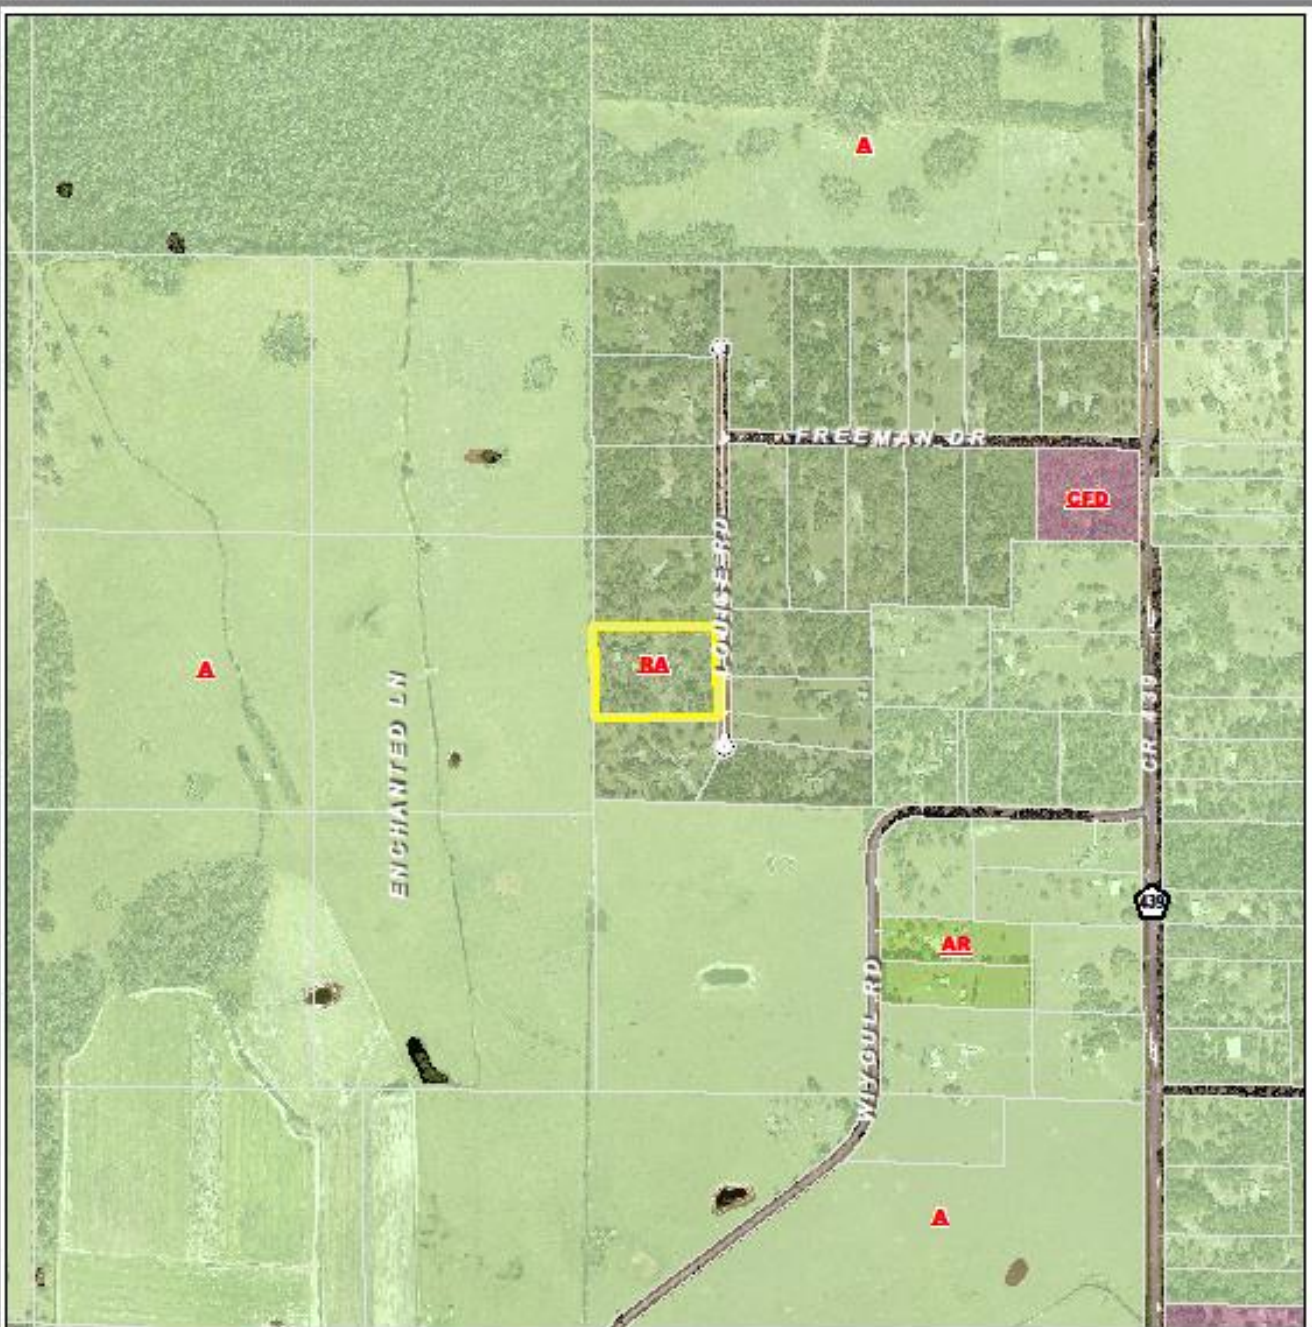 A
FREEMAN DR
CFD
LOUISE RD
RA
A
CR 439
ENCHANTED LN
439
AR
WIYGUL RD
A